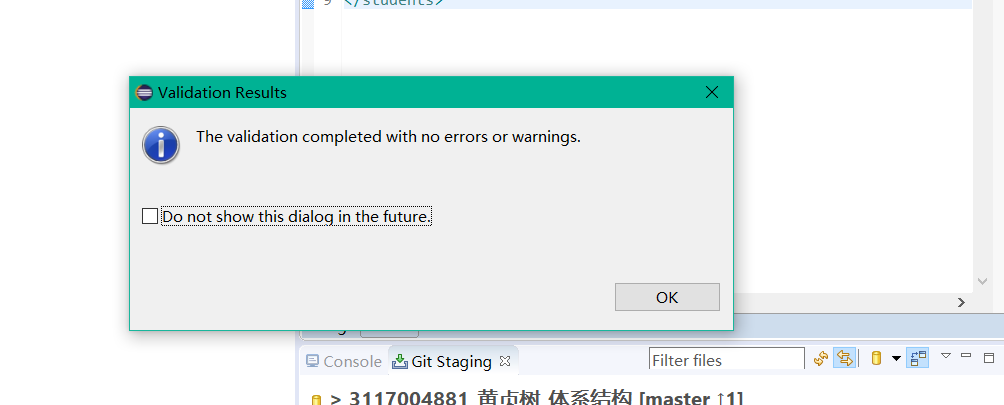 9 </students>
Validation Results
The validation completed with no errors or warnings.
Do not show this dialog in the future.
OK
Console Git Staging Filter files
> 3117004881 黄贞树 体系结构 [master ↑1]